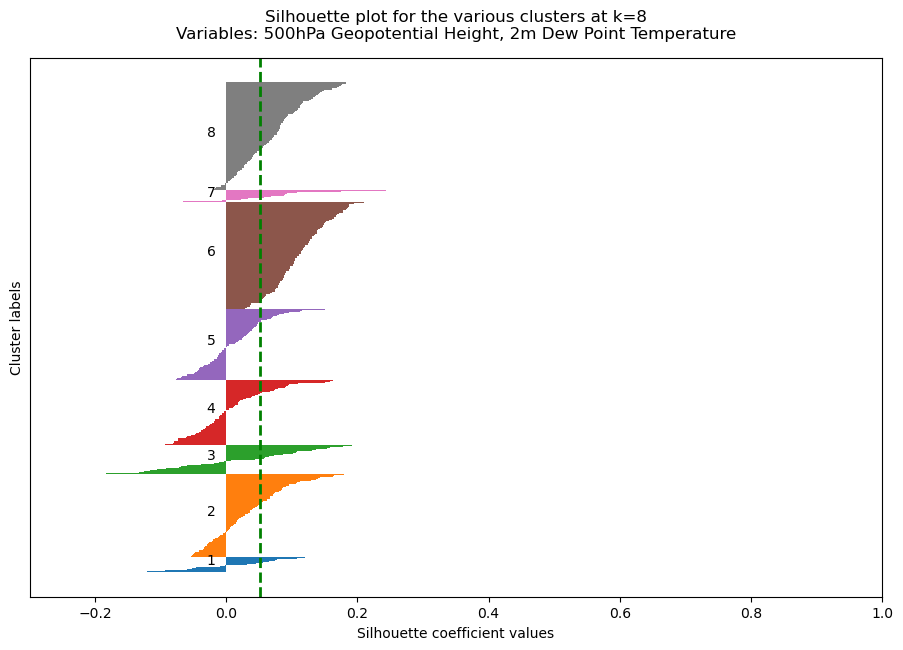 Silhouette plot for the various clusters at k=8
Variables: 500hPa Geopotential Height, 2m Dew Point Temperature
8
7
6
5
4
3
2
1
Cluster labels
−0.2 0.0 0.2 0.4 0.6 0.8 1.0
Silhouette coefficient values